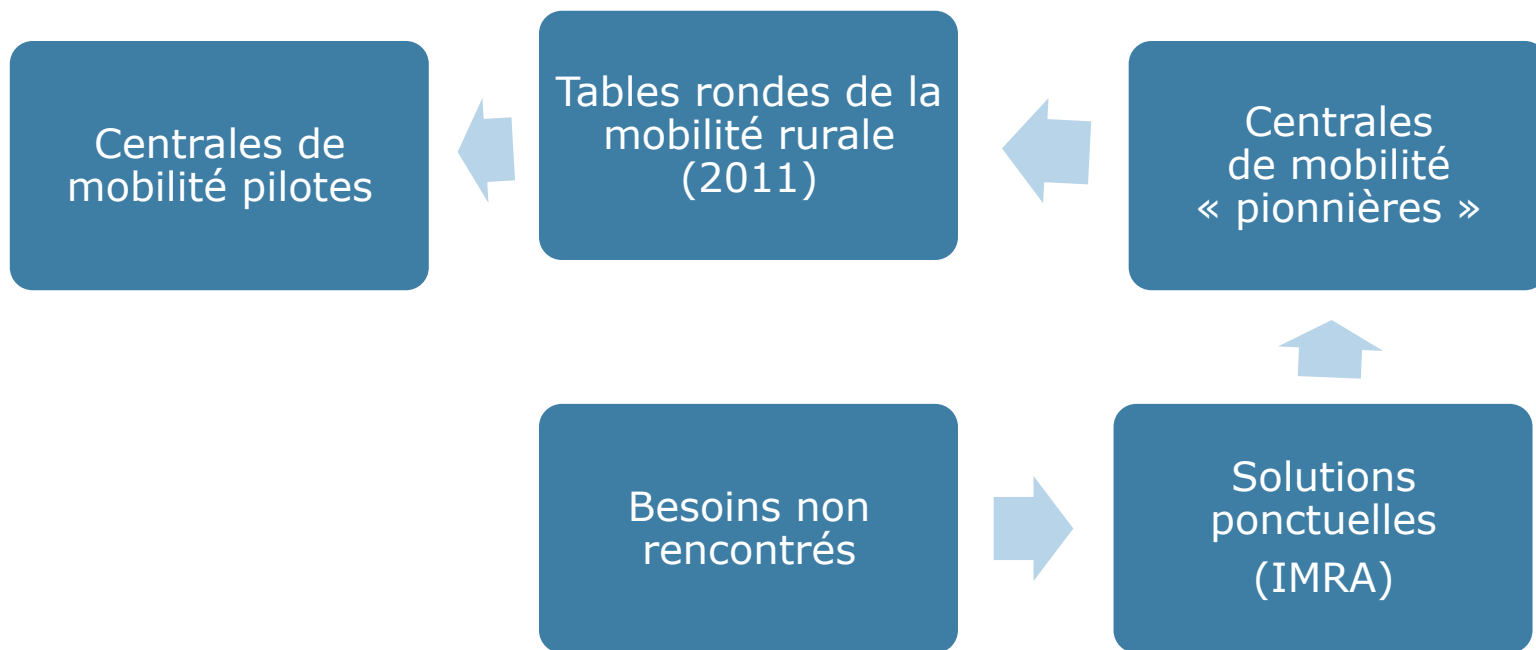 Centrales de
mobilité pilotes
Tables rondes de la
mobilité rurale
(2011)
Centrales
de mobilité
« pionnières »
Besoins non
rencontrés
Solutions
ponctuelles
(IMRA)